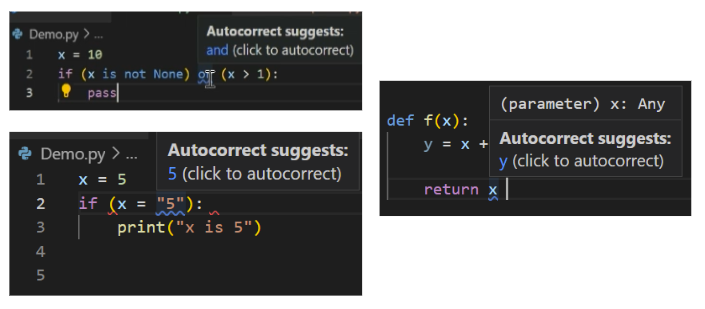 Demo.py > ...
Autocorrect suggests:
and (click to autocorrect)
1 x = 10
2 if (x is not None) or (x > 1):
3 pass
Demo.py > ...
Autocorrect suggests:
5 (click to autocorrect)
1 x = 5
2 if (x = "5"):
3 print("x is 5")
4
5
(parameter) x: Any
def f(x):
Autocorrect suggests:
y = x +
y (click to autocorrect)
return x